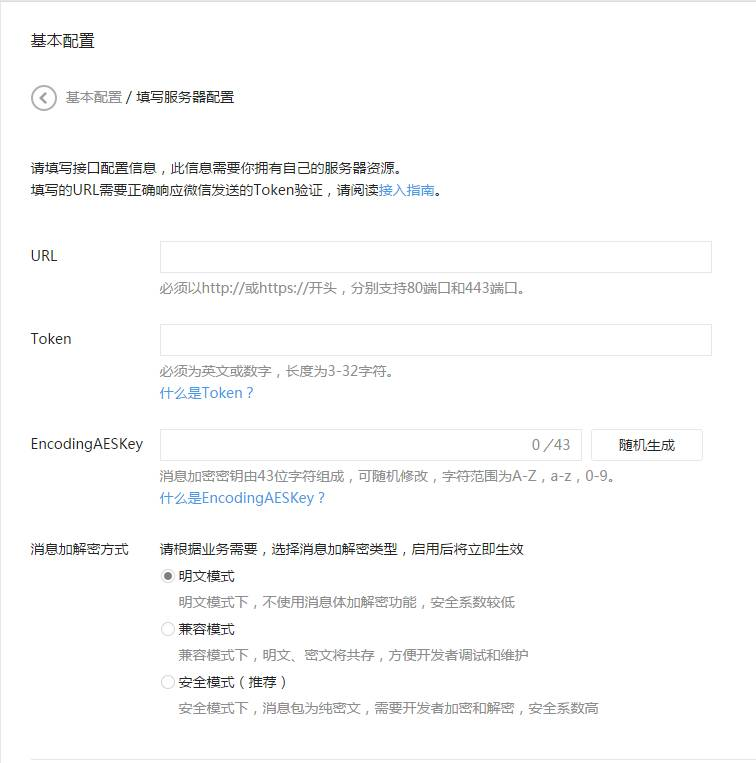 基本配置
基本配置 / 填写服务器配置
请填写接口配置信息，此信息需要你拥有自己的服务器资源。
填写的URL需要正确响应微信发送的Token验证，请阅读接入指南。
URL
必须以http://或https://开头，分别支持80端口和443端口。
Token
必须为英文或数字，长度为3-32字符。
什么是Token？
EncodingAESKey 0 /43 随机生成
消息加密密钥由43位字符组成，可随机修改，字符范围为A-Z，a-z，0-9。
什么是EncodingAESKey？
消息加解密方式 请根据业务需要，选择消息加解密类型，启用后将立即生效
明文模式
明文模式下，不使用消息体加解密功能，安全系数较低
兼容模式
兼容模式下，明文、密文将共存，方便开发者调试和维护
安全模式（推荐）
安全模式下，消息包为纯密文，需要开发者加密和解密，安全系数高